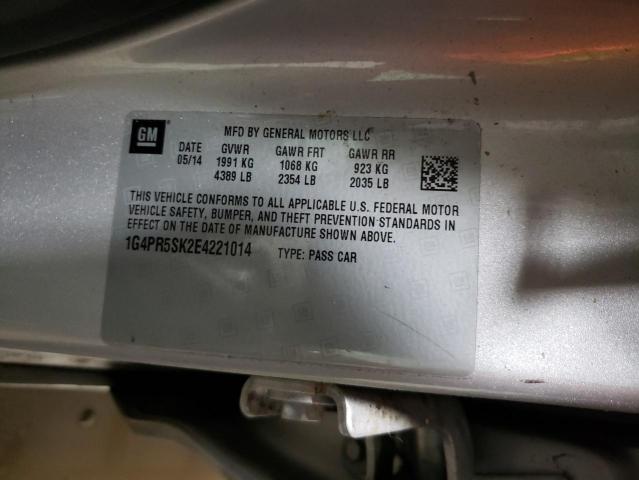 GM
MFD BY GENERAL MOTORS LLC
DATE GVWR GAWR FRT GAWR RR
05/14 1991 KG 1068 KG 923 KG
4389 LB 2354 LB 2035 LB
THIS VEHICLE CONFORMS TO ALL APPLICABLE U.S. FEDERAL MOTOR
VEHICLE SAFETY, BUMPER, AND THEFT PREVENTION STANDARDS IN
EFFECT ON THE DATE OF MANUFACTURE SHOWN ABOVE.
1G4PR5SK2E4221014 TYPE: PASS CAR